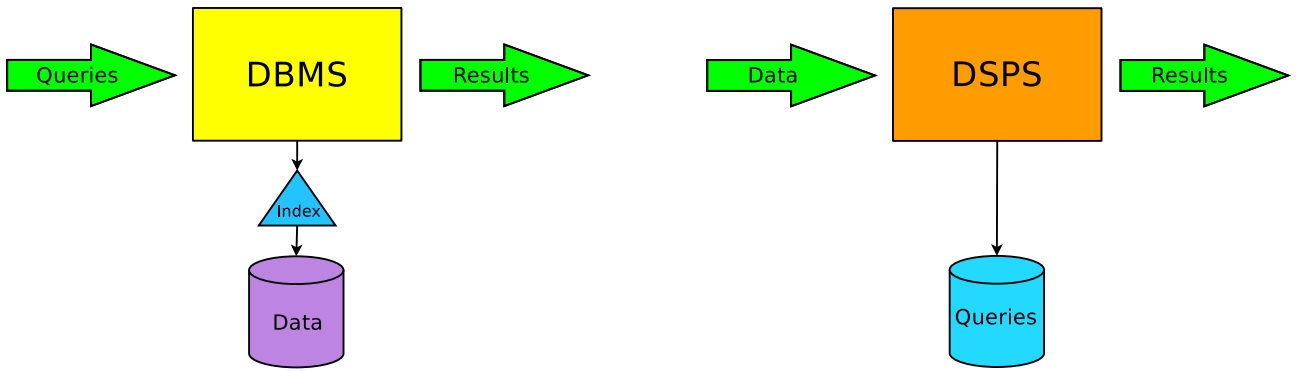 Queries
DBMS
Results
Index
Data
Data
DSPS
Results
Queries